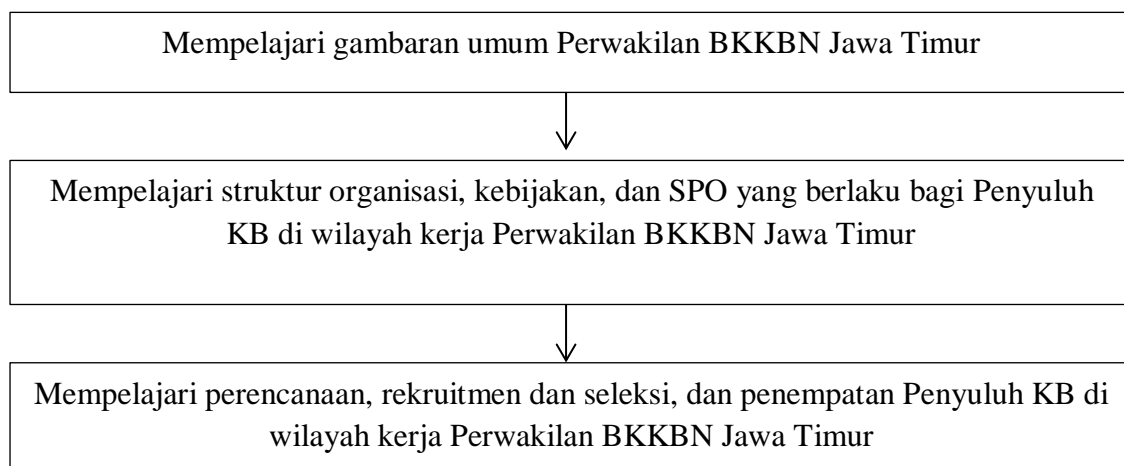 Mempelajari gambaran umum Perwakilan BKKBN Jawa Timur
Mempelajari struktur organisasi, kebijakan, dan SPO yang berlaku bagi Penyuluh
KB di wilayah kerja Perwakilan BKKBN Jawa Timur
Mempelajari perencanaan, rekruitmen dan seleksi, dan penempatan Penyuluh KB di
wilayah kerja Perwakilan BKKBN Jawa Timur